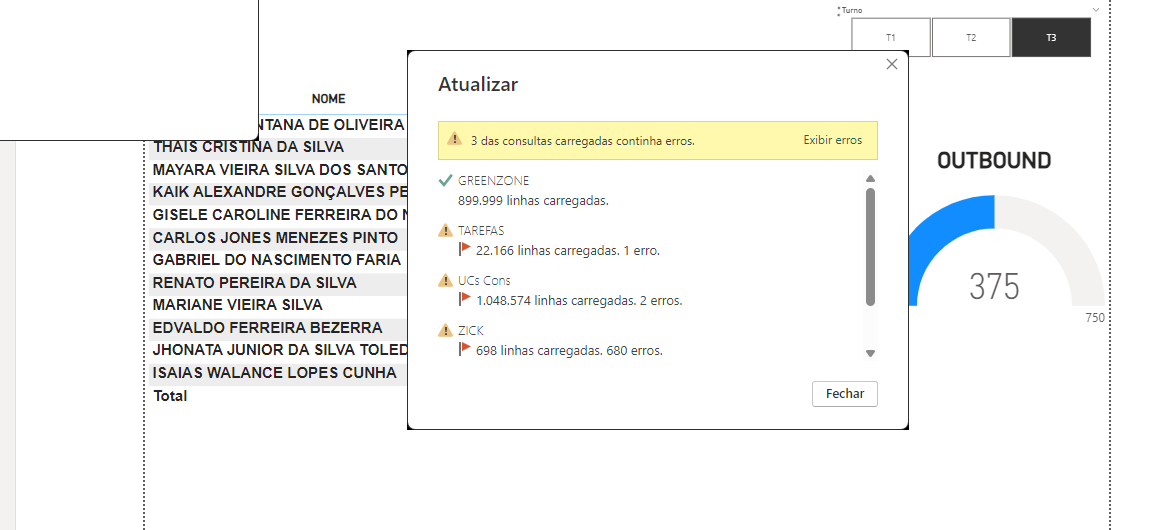 Turno
T1
T2
T3
Atualizar
3 das consultas carregadas continha erros.
Exibir erros
GREENZONE
899.999 linhas carregadas.
TAREFAS
22.166 linhas carregadas. 1 erro.
UCs Cons
1.048.574 linhas carregadas. 2 erros.
ZICK
698 linhas carregadas. 680 erros.
Fechar
NOME
NTANA DE OLIVEIRA
THAIS CRISTINA DA SILVA
MAYARA VIEIRA SILVA DOS SANTO
KAIK ALEXANDRE GONÇALVES PE
GISELE CAROLINE FERREIRA DO N
CARLOS JONES MENEZES PINTO
GABRIEL DO NASCIMENTO FARIA
RENATO PEREIRA DA SILVA
MARIANE VIEIRA SILVA
EDVALDO FERREIRA BEZERRA
JHONATA JUNIOR DA SILVA TOLED
ISAIAS WALANCE LOPES CUNHA
Total
OUTBOUND
375
750